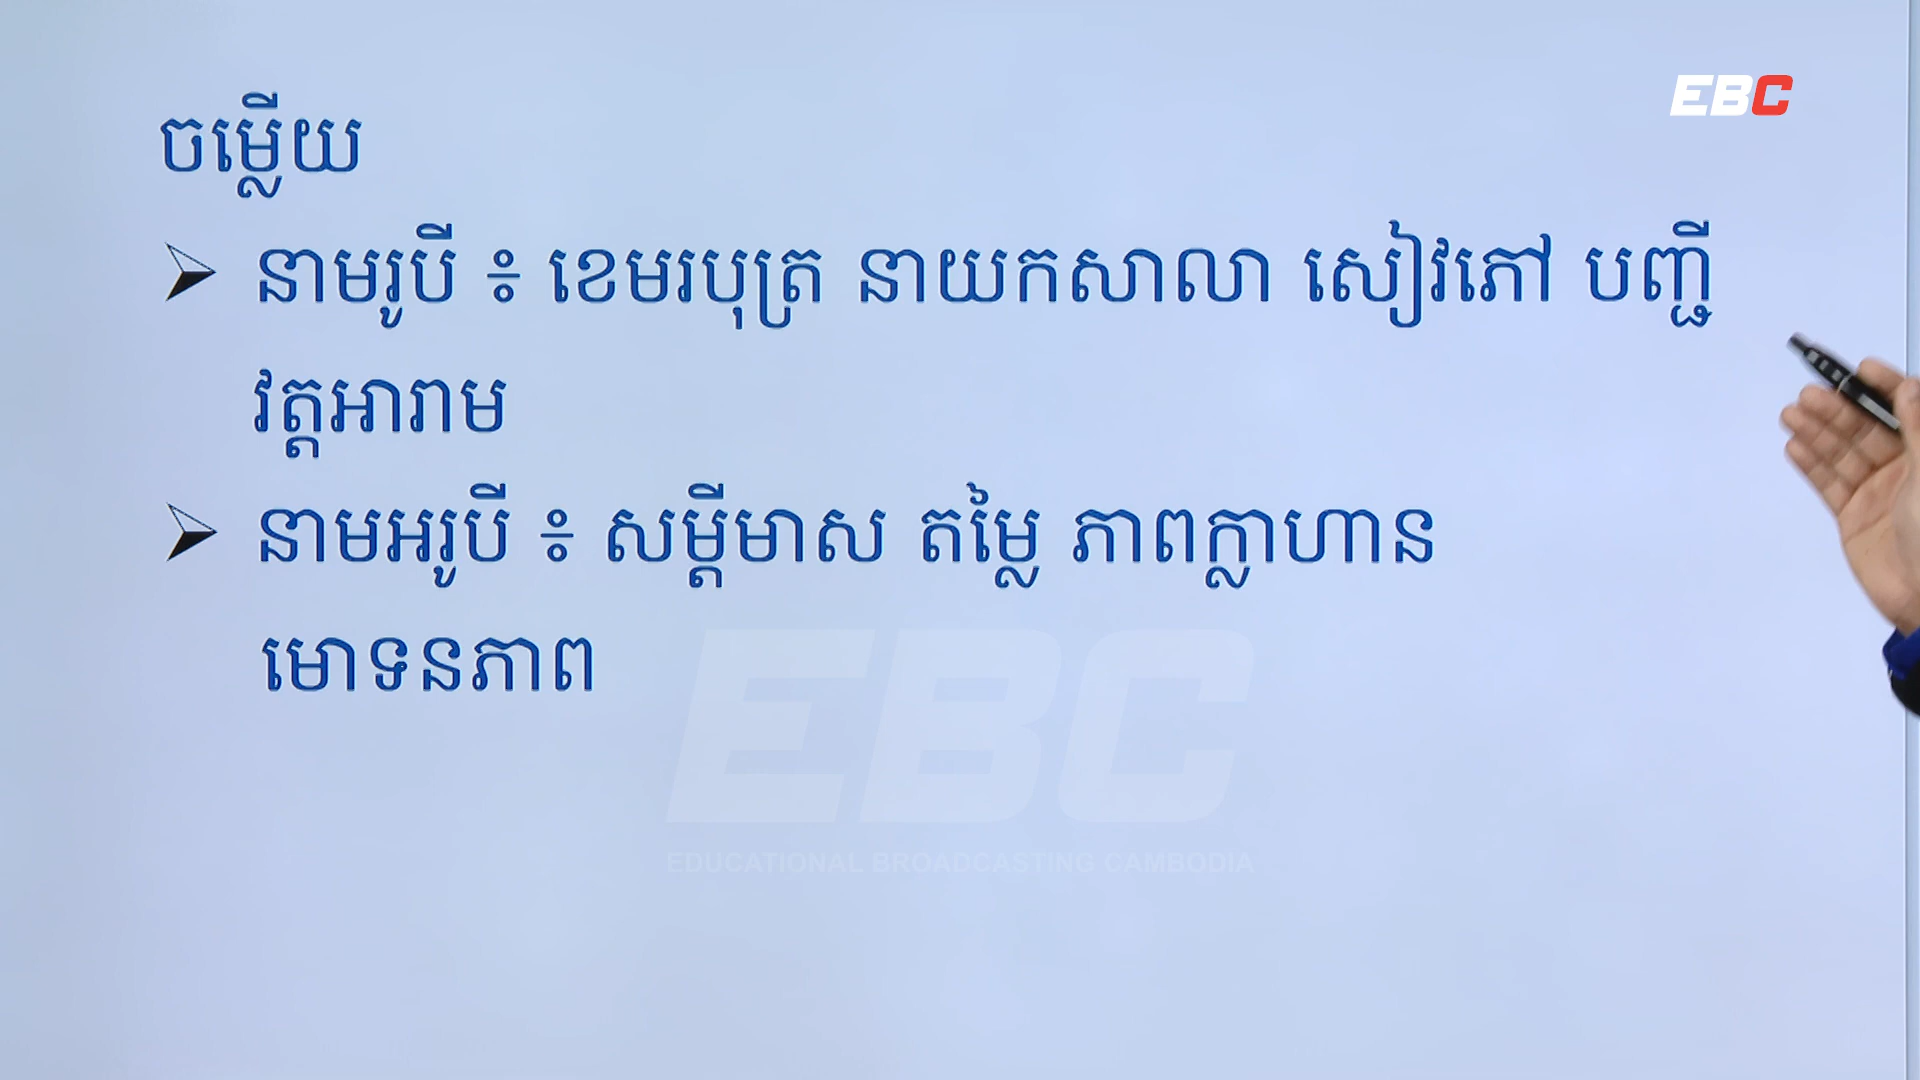 EBC
ចម្លើយ
នាមរូបី ៖ ខេមរបុត្រ នាយកសាលា សៀវភៅ បញ្ជី
វត្តអារាម
នាមអរូបី ៖ សម្ដីមាស តម្លៃ ភាពក្លាហាន
មោទនភាព
EBC
EDUCATIONAL BROADCASTING CAMBODIA